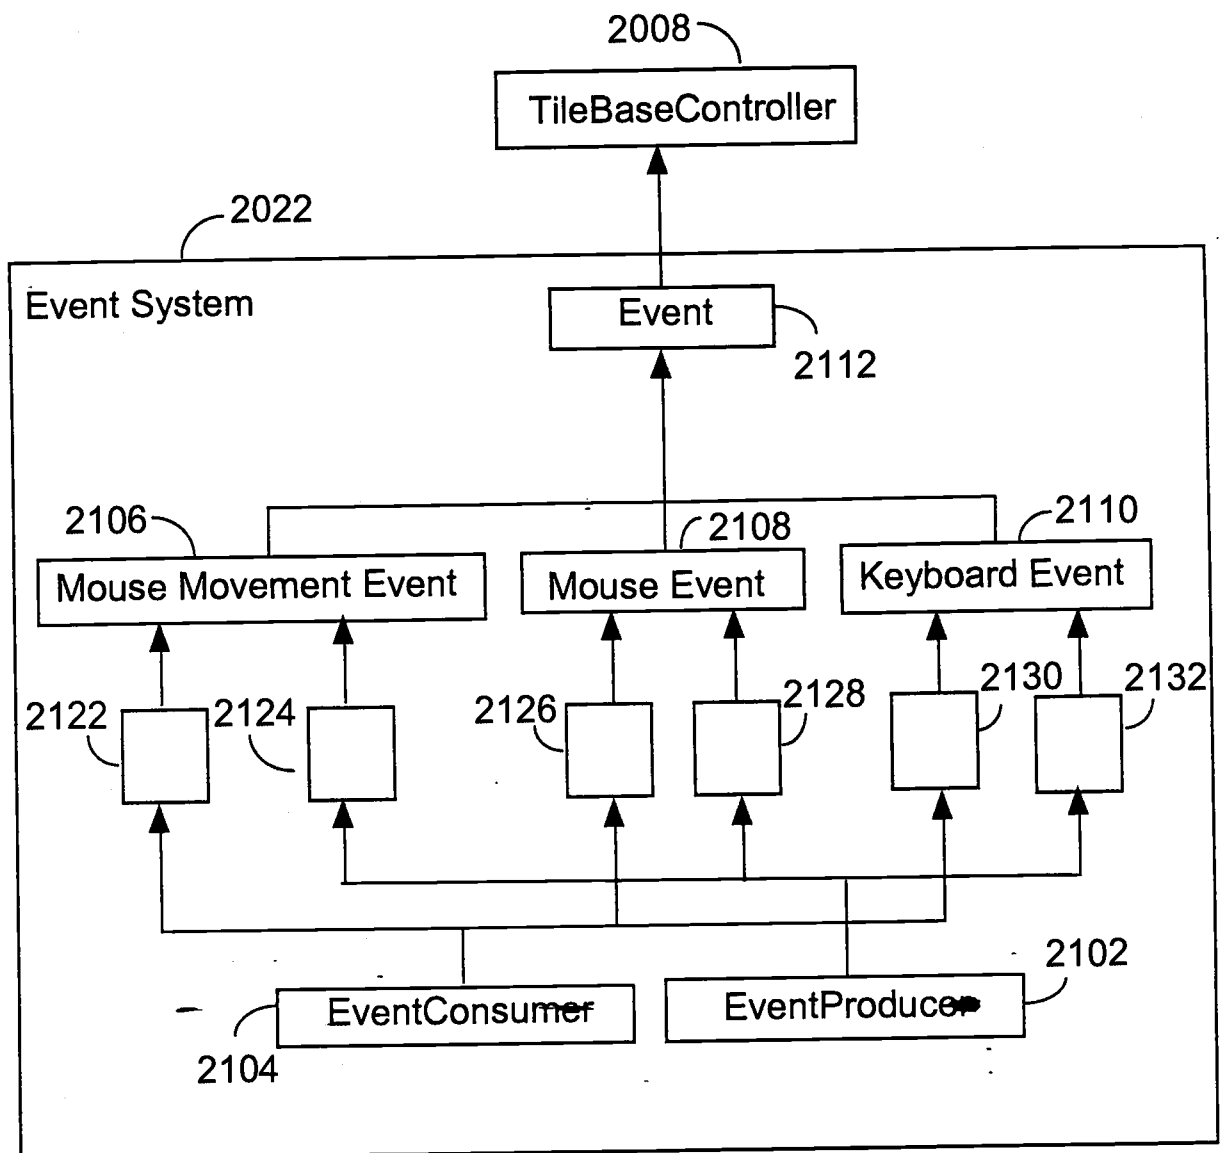 2008
TileBaseController
2022
Event System
Event
2112
2106
2108
2110
Mouse Movement Event
Mouse Event
Keyboard Event
2122
2124
2126
2128
2130
2132
EventConsumer
EventProducer
2102
2104